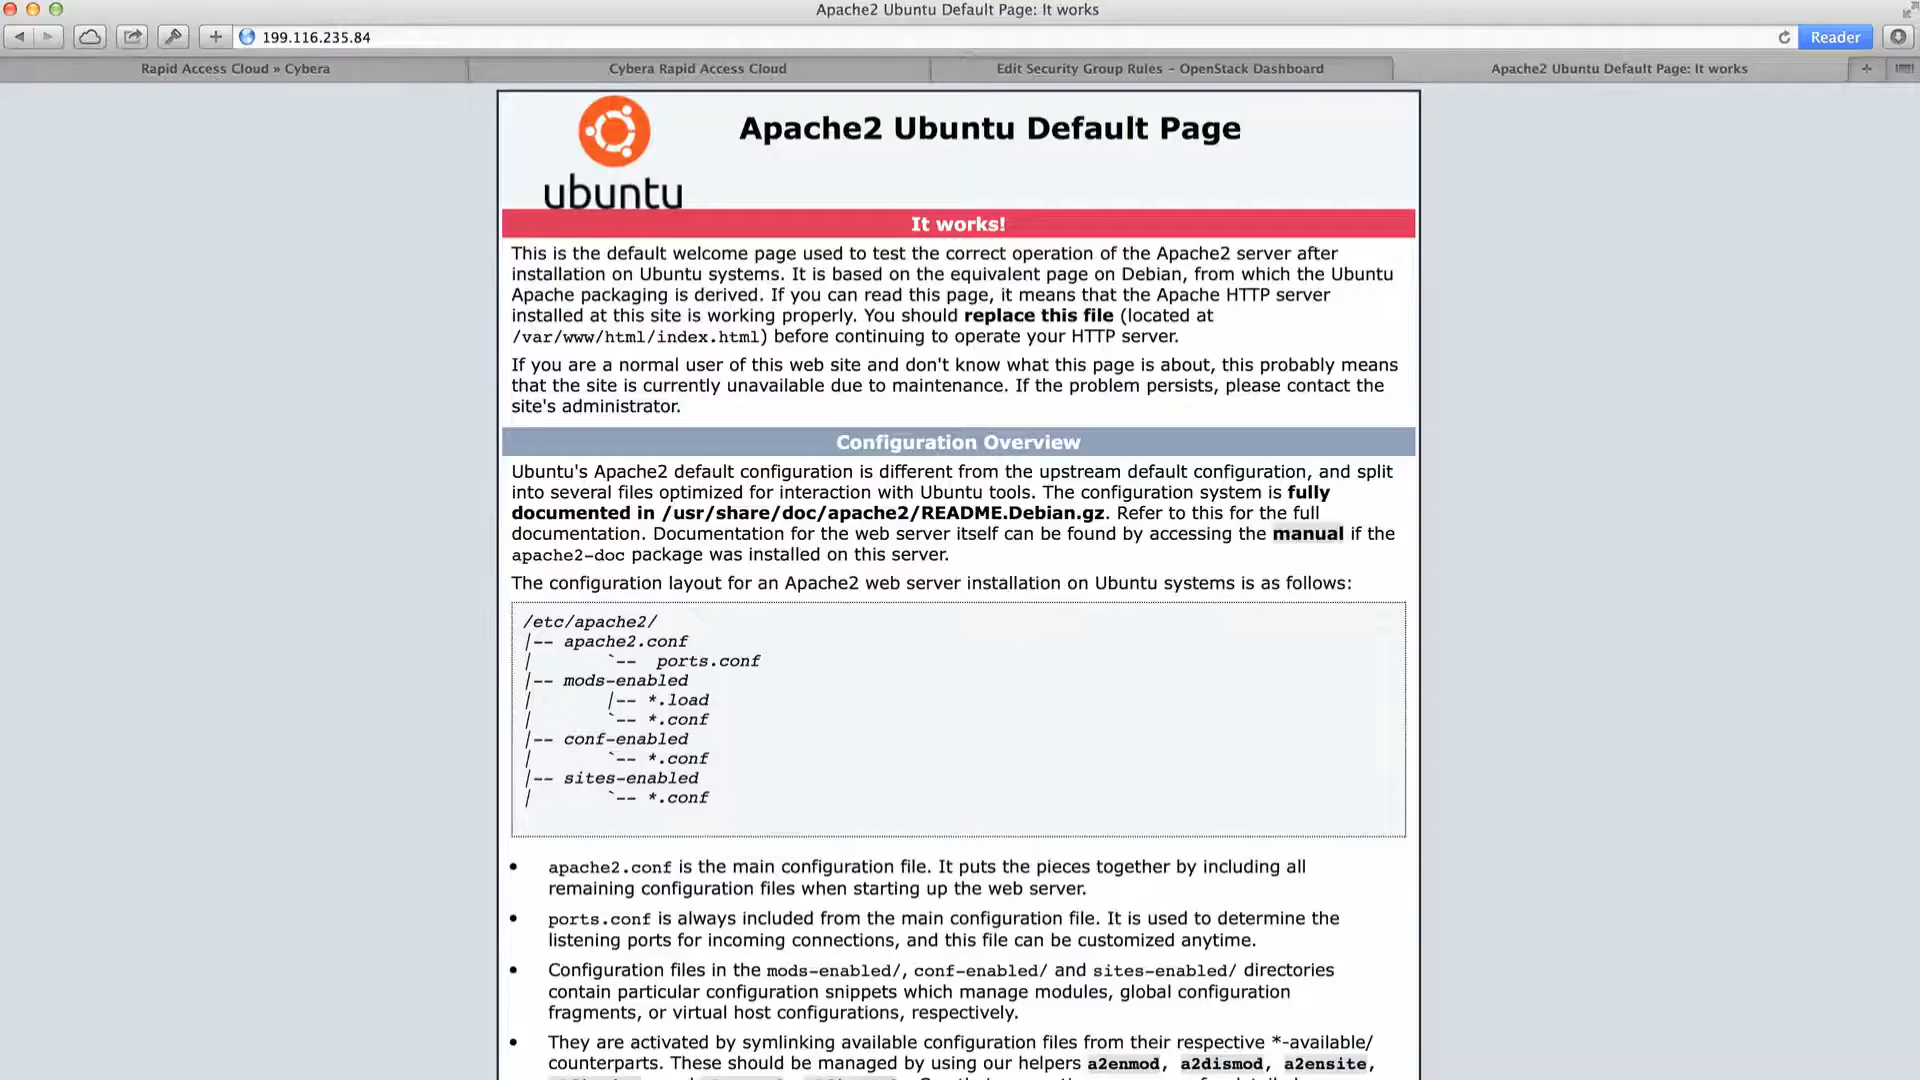 Apache2 Ubuntu Default Page: It works
199.116.235.84
Reader
Rapid Access Cloud » Cybera
Cybera Rapid Access Cloud
Edit Security Group Rules - OpenStack Dashboard
Apache2 Ubuntu Default Page: It works
ubuntu
Apache2 Ubuntu Default Page
It works!
This is the default welcome page used to test the correct operation of the Apache2 server after
installation on Ubuntu systems. It is based on the equivalent page on Debian, from which the Ubuntu
Apache packaging is derived. If you can read this page, it means that the Apache HTTP server
installed at this site is working properly. You should replace this file (located at
/var/www/html/index.html) before continuing to operate your HTTP server.
If you are a normal user of this web site and don't know what this page is about, this probably means
that the site is currently unavailable due to maintenance. If the problem persists, please contact the
site's administrator.
Configuration Overview
Ubuntu's Apache2 default configuration is different from the upstream default configuration, and split
into several files optimized for interaction with Ubuntu tools. The configuration system is fully
documented in /usr/share/doc/apache2/README.Debian.gz. Refer to this for the full
documentation. Documentation for the web server itself can be found by accessing the manual if the
apache2-doc package was installed on this server.
The configuration layout for an Apache2 web server installation on Ubuntu systems is as follows:
/etc/apache2/
|-- apache2.conf
|       `--  ports.conf
|-- mods-enabled
|       |-- *.load
|       `-- *.conf
|-- conf-enabled
|       `-- *.conf
|-- sites-enabled
|       `-- *.conf
• apache2.conf is the main configuration file. It puts the pieces together by including all
remaining configuration files when starting up the web server.
• ports.conf is always included from the main configuration file. It is used to determine the
listening ports for incoming connections, and this file can be customized anytime.
• Configuration files in the mods-enabled/, conf-enabled/ and sites-enabled/ directories
contain particular configuration snippets which manage modules, global configuration
fragments, or virtual host configurations, respectively.
• They are activated by symlinking available configuration files from their respective *-available/
counterparts. These should be managed by using our helpers a2enmod, a2dismod, a2ensite,